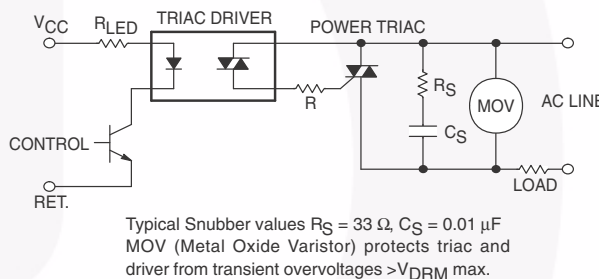 TRIAC DRIVER
POWER TRIAC
VCC
RLED
R
RS
CS
MOV
AC LINE
CONTROL
RET.
LOAD
Typical Snubber values RS = 33 Ω, CS = 0.01 μF
MOV (Metal Oxide Varistor) protects triac and
driver from transient overvoltages >VDRM max.